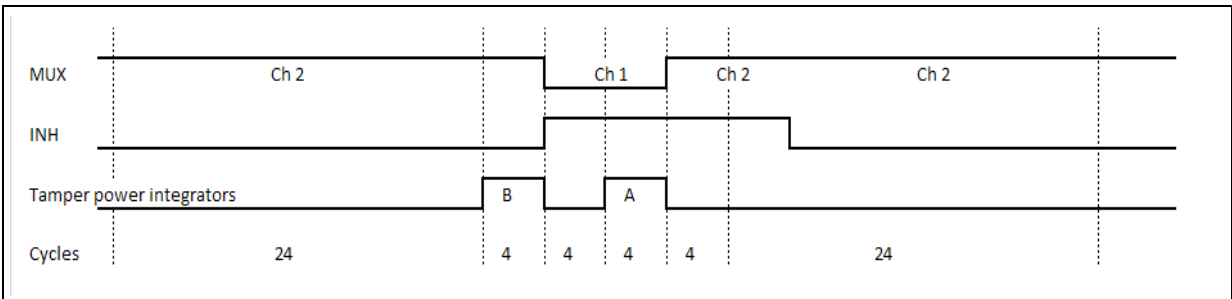 MUX Ch 2 Ch 1 Ch 2 Ch 2
INH
Tamper power integrators B A
Cycles 24 4 4 4 4 24